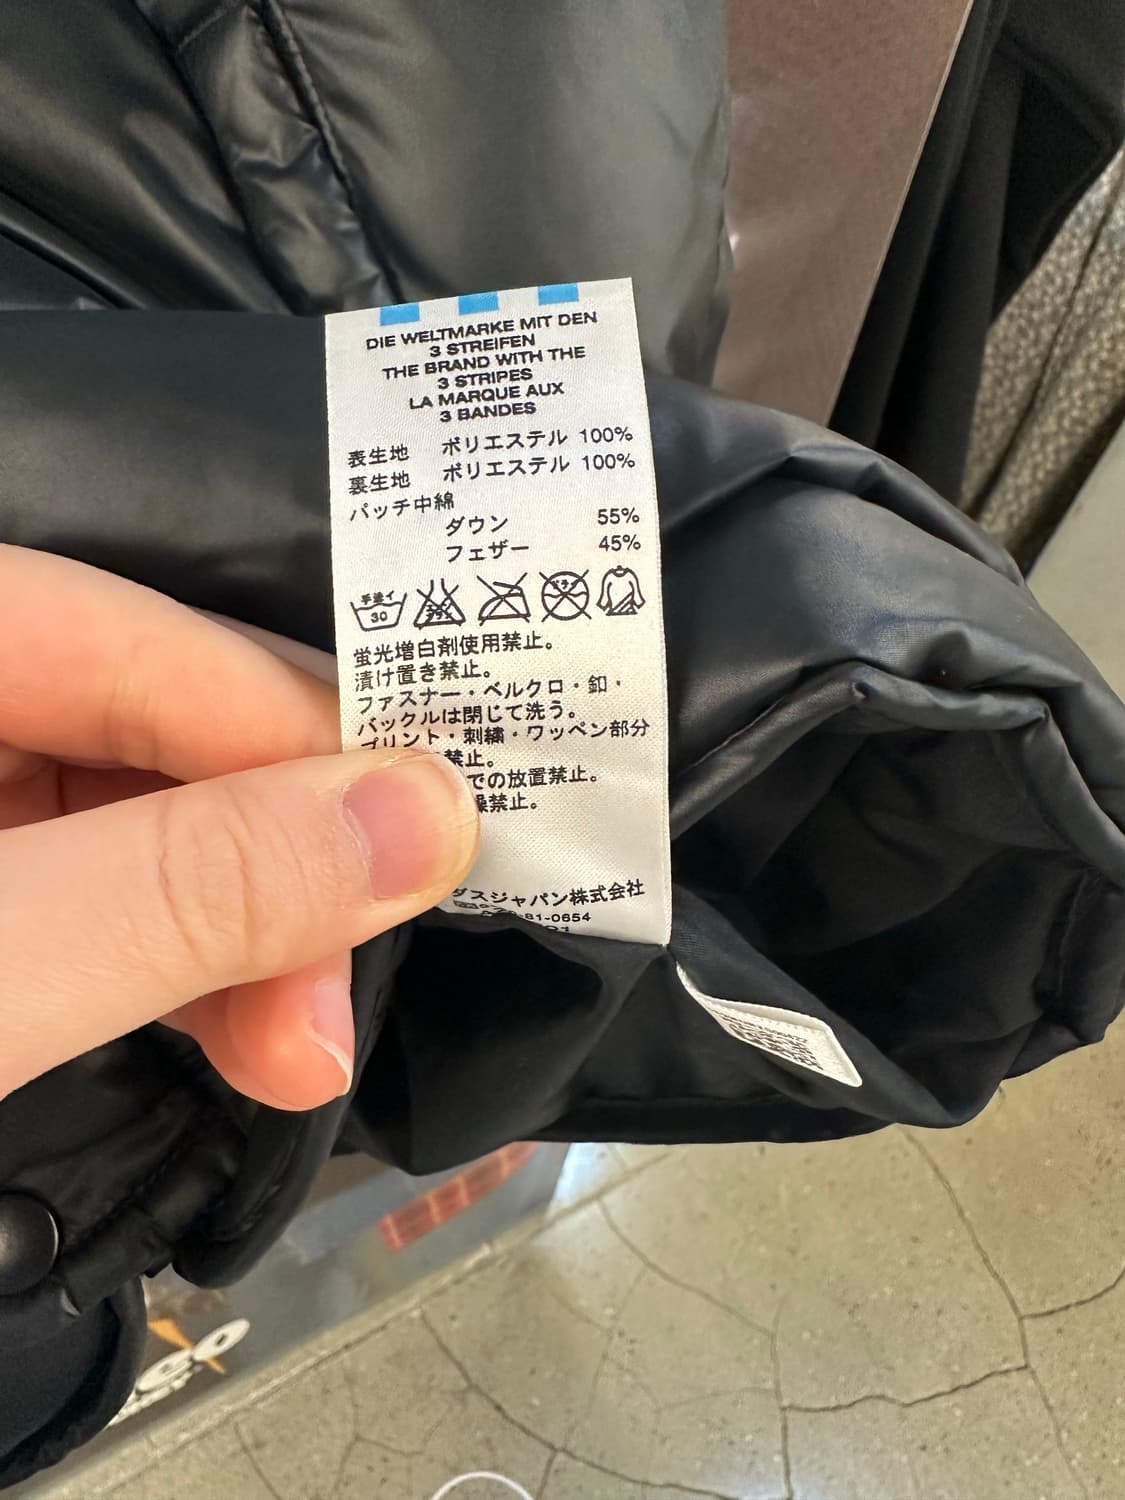 DIE WELTMARKE MIT DEN
3 STREIFEN
THE BRAND WITH THE
3 STRIPES
LA MARQUE AUX
3 BANDES
表生地 ポリエステル 100%
裏生地 ポリエステル 100%
パッチ中綿
ダウン 55%
フェザー 45%
手洗イ
30
蛍光増白剤使用禁止。
漬け置き禁止。
ファスナー・ベルクロ・釦・
バックルは閉じて洗う。
プリント・刺繍・ワッペン部分
禁止。
での放置禁止。
燥禁止。
ダスジャパン株式会社
81-0654